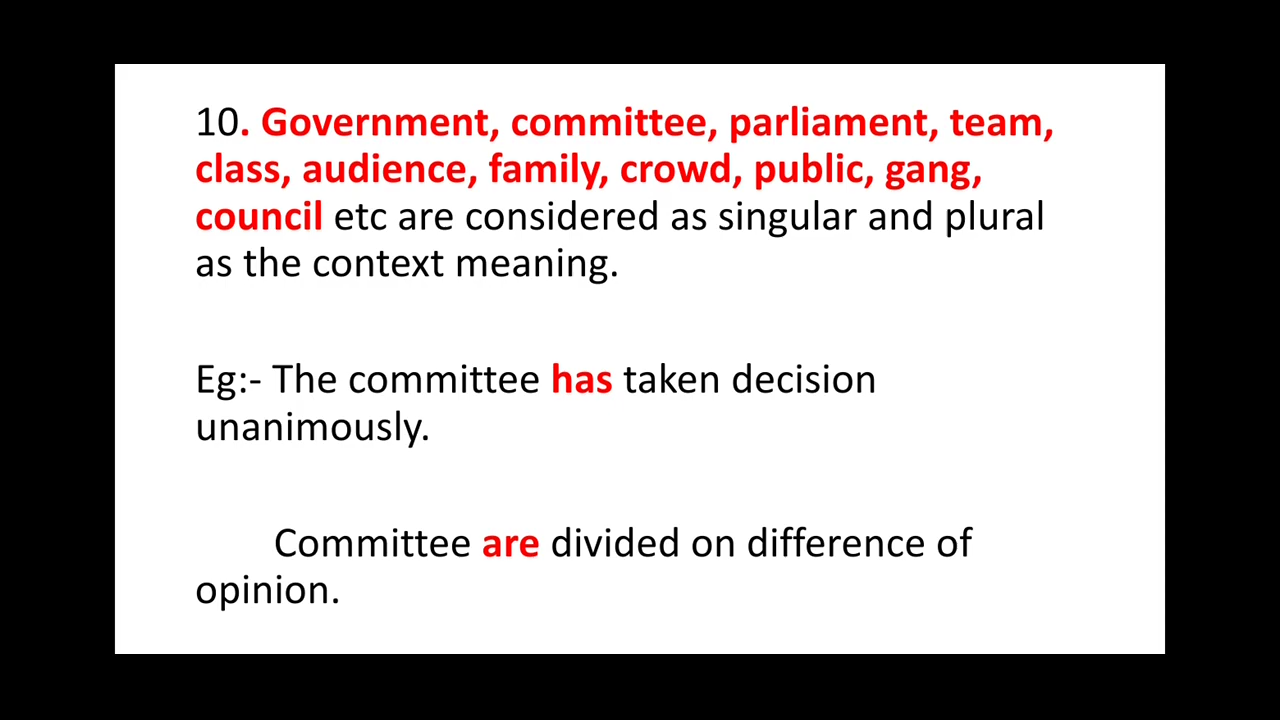 10. Government, committee, parliament, team,
class, audience, family, crowd, public, gang,
council etc are considered as singular and plural
as the context meaning.
Eg:- The committee has taken decision
unanimously.
Committee are divided on difference of
opinion.